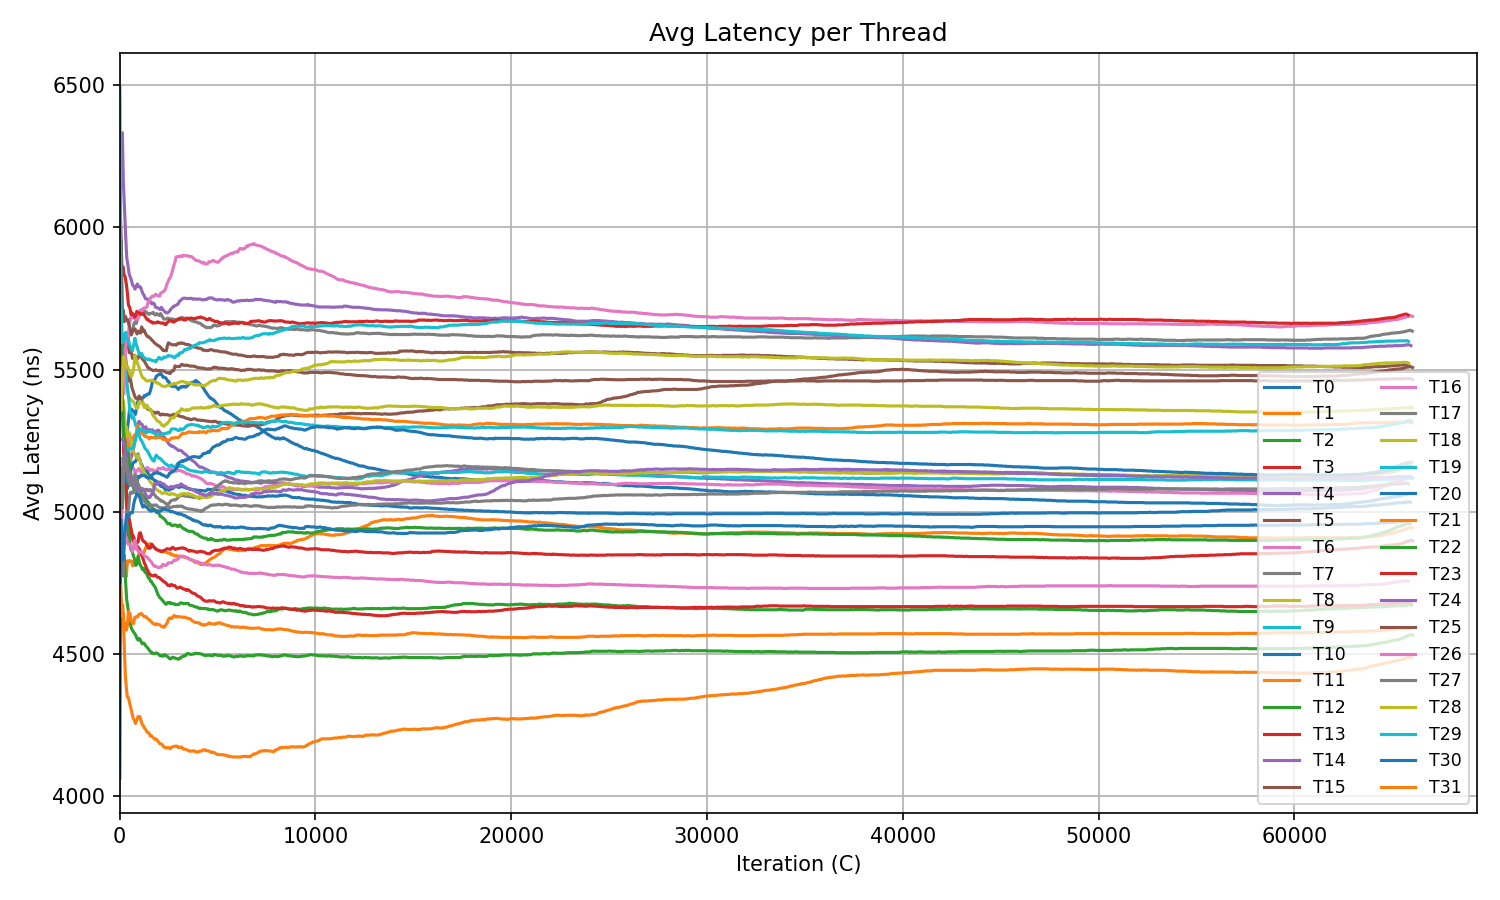 Avg Latency per Thread
Avg Latency (ns)
6500
6000
5500
5000
4500
4000
0 10000 20000 30000 40000 50000 60000
Iteration (C)
T0 T16
T1 T17
T2 T18
T3 T19
T4 T20
T5 T21
T6 T22
T7 T23
T8 T24
T9 T25
T10 T26
T11 T27
T12 T28
T13 T29
T14 T30
T15 T31